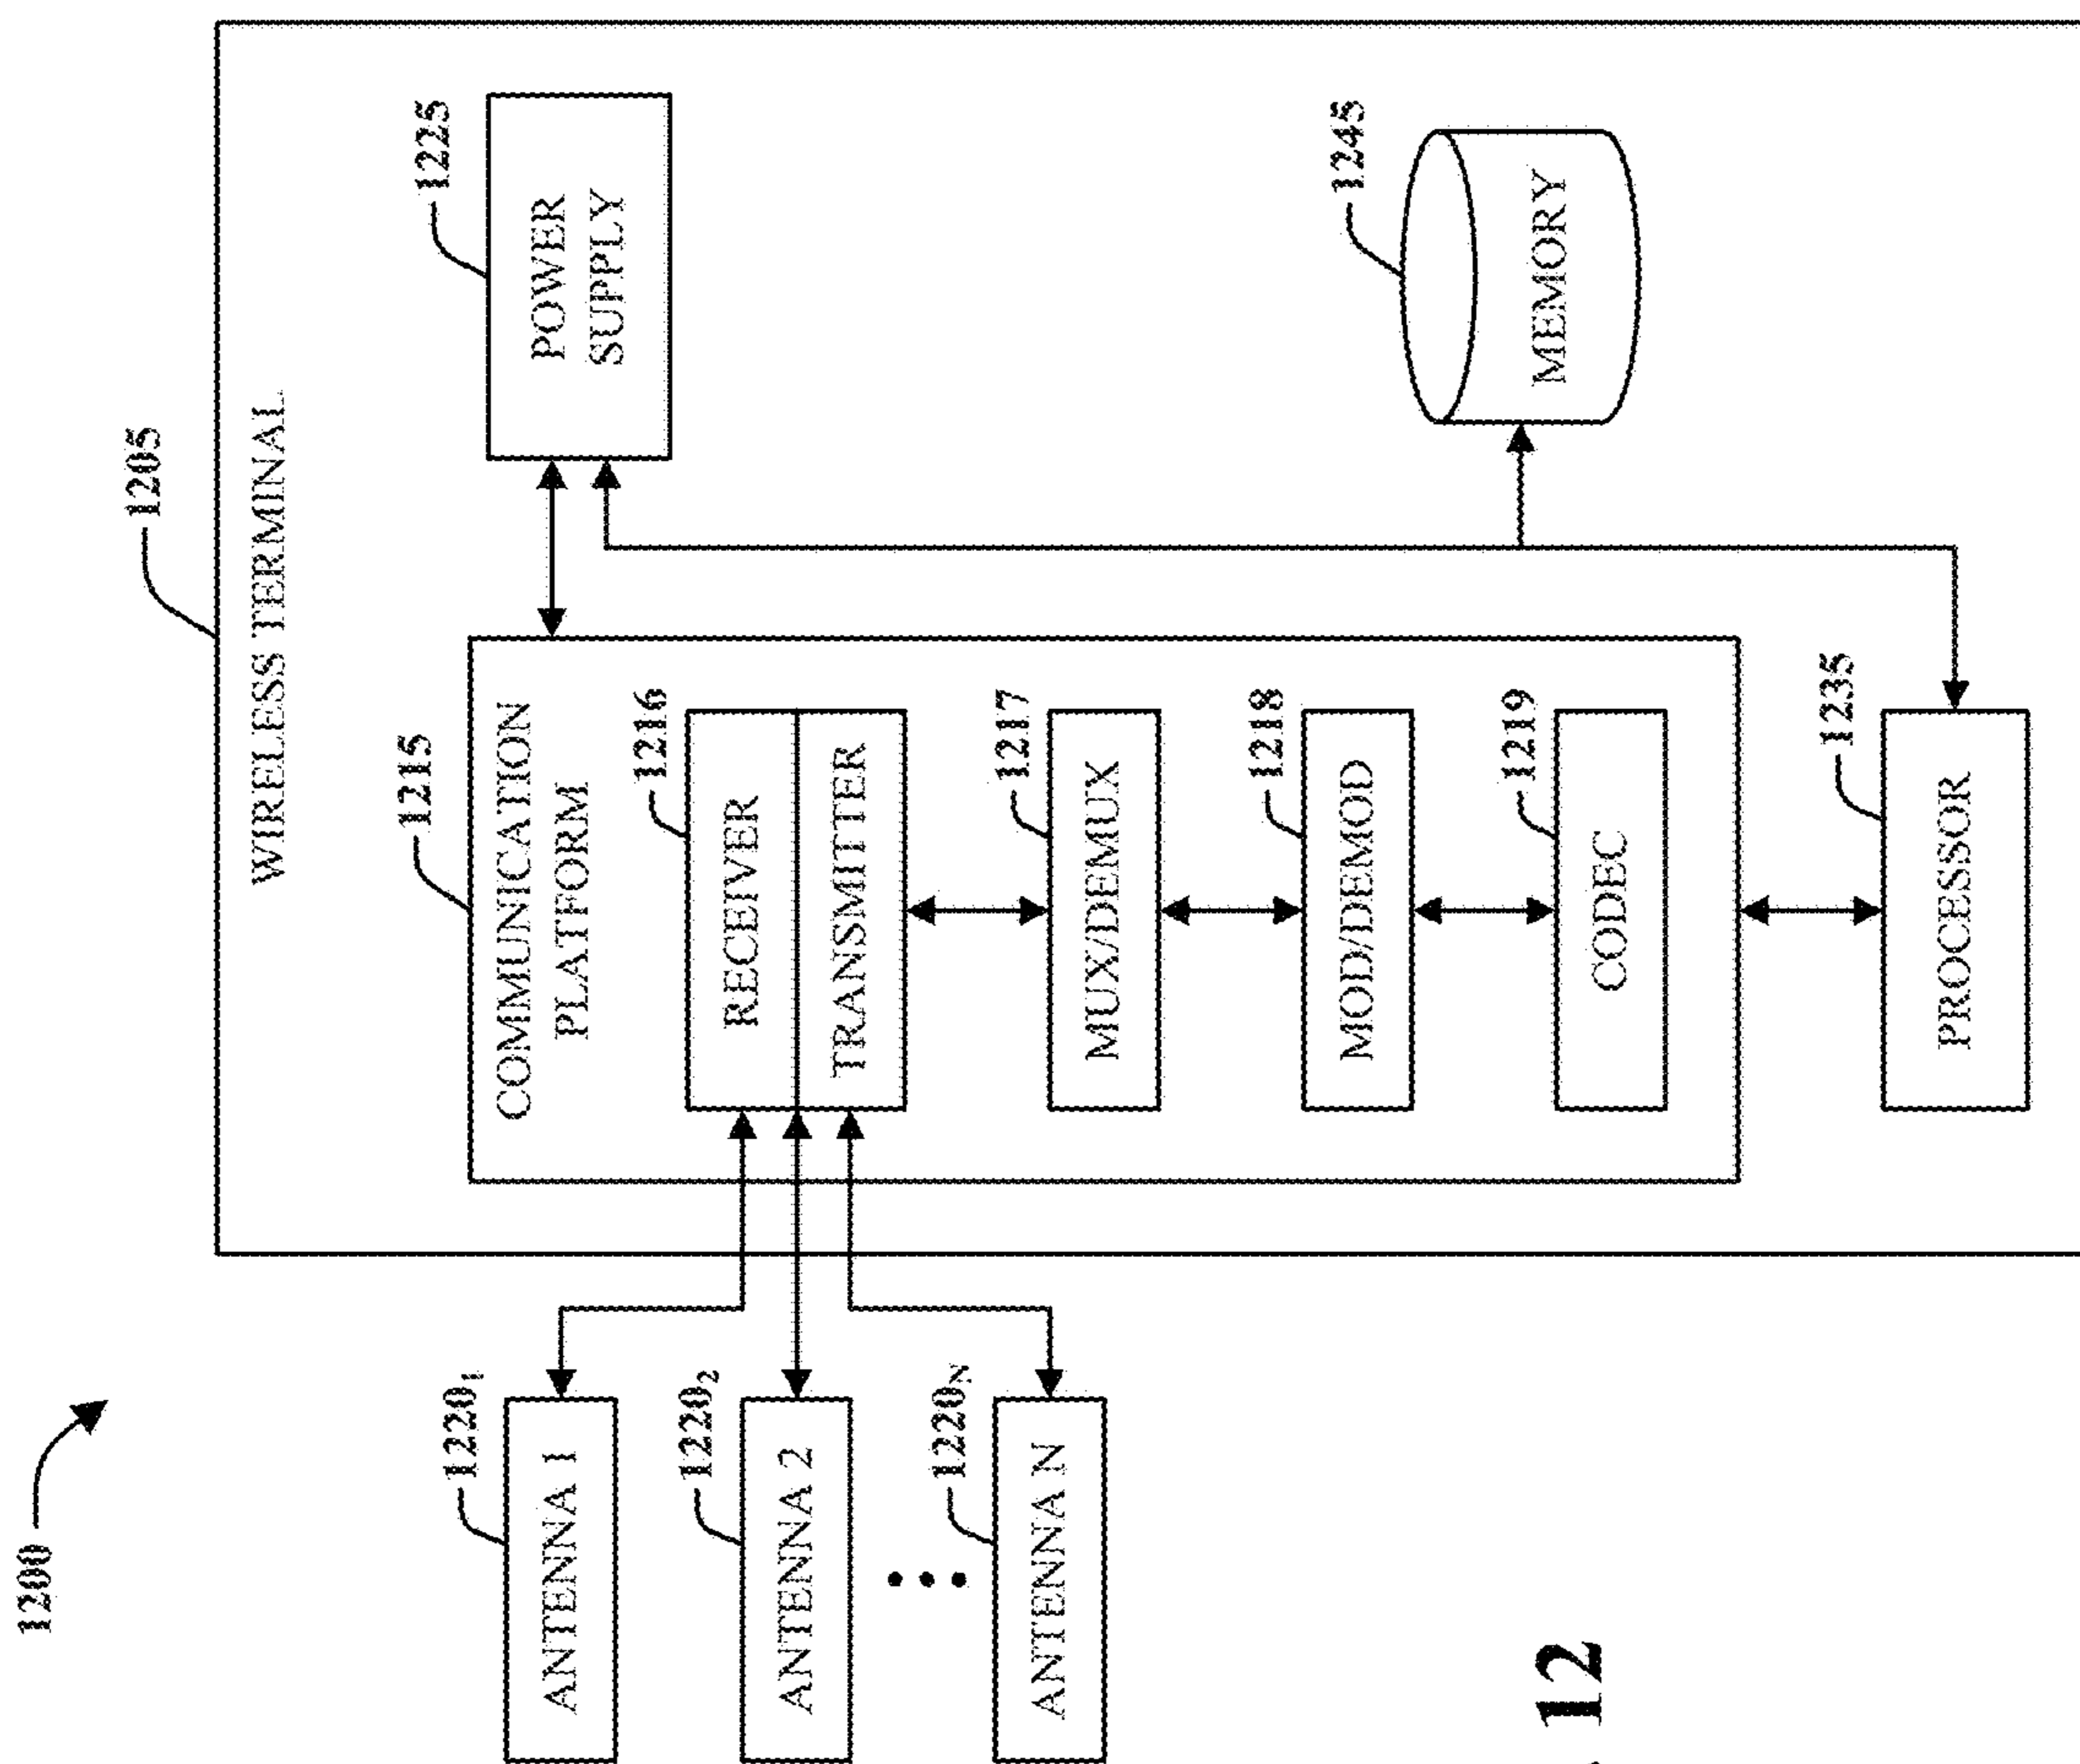 1200
1205
WIRELESS TERMINAL
1215
COMMUNICATION
PLATFORM
1225
POWER
SUPPLY
1220₁
ANTENNA 1
1220₂
ANTENNA 2
1220_N
ANTENNA N
1216
RECEIVER
TRANSMITTER
1217
MUX/DEMUX
1218
MOD/DEMOD
1219
CODEC
1245
MEMORY
1235
PROCESSOR
12